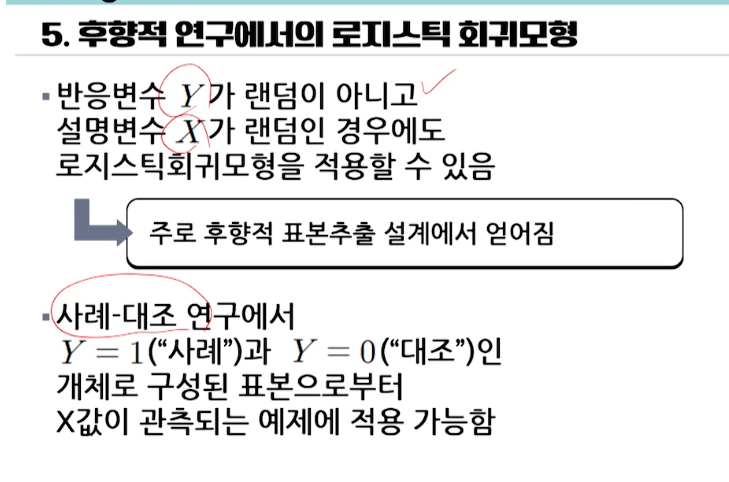 5. 후향적 연구에서의 로지스틱 회귀모형
▪ 반응변수 Y가 랜덤이 아니고
설명변수 X가 랜덤인 경우에도
로지스틱회귀모형을 적용할 수 있음
주로 후향적 표본추출 설계에서 얻어짐
▪ 사례-대조 연구에서
Y = 1(“사례”)과 Y = 0(“대조”)인
개체로 구성된 표본으로부터
X값이 관측되는 예제에 적용 가능함